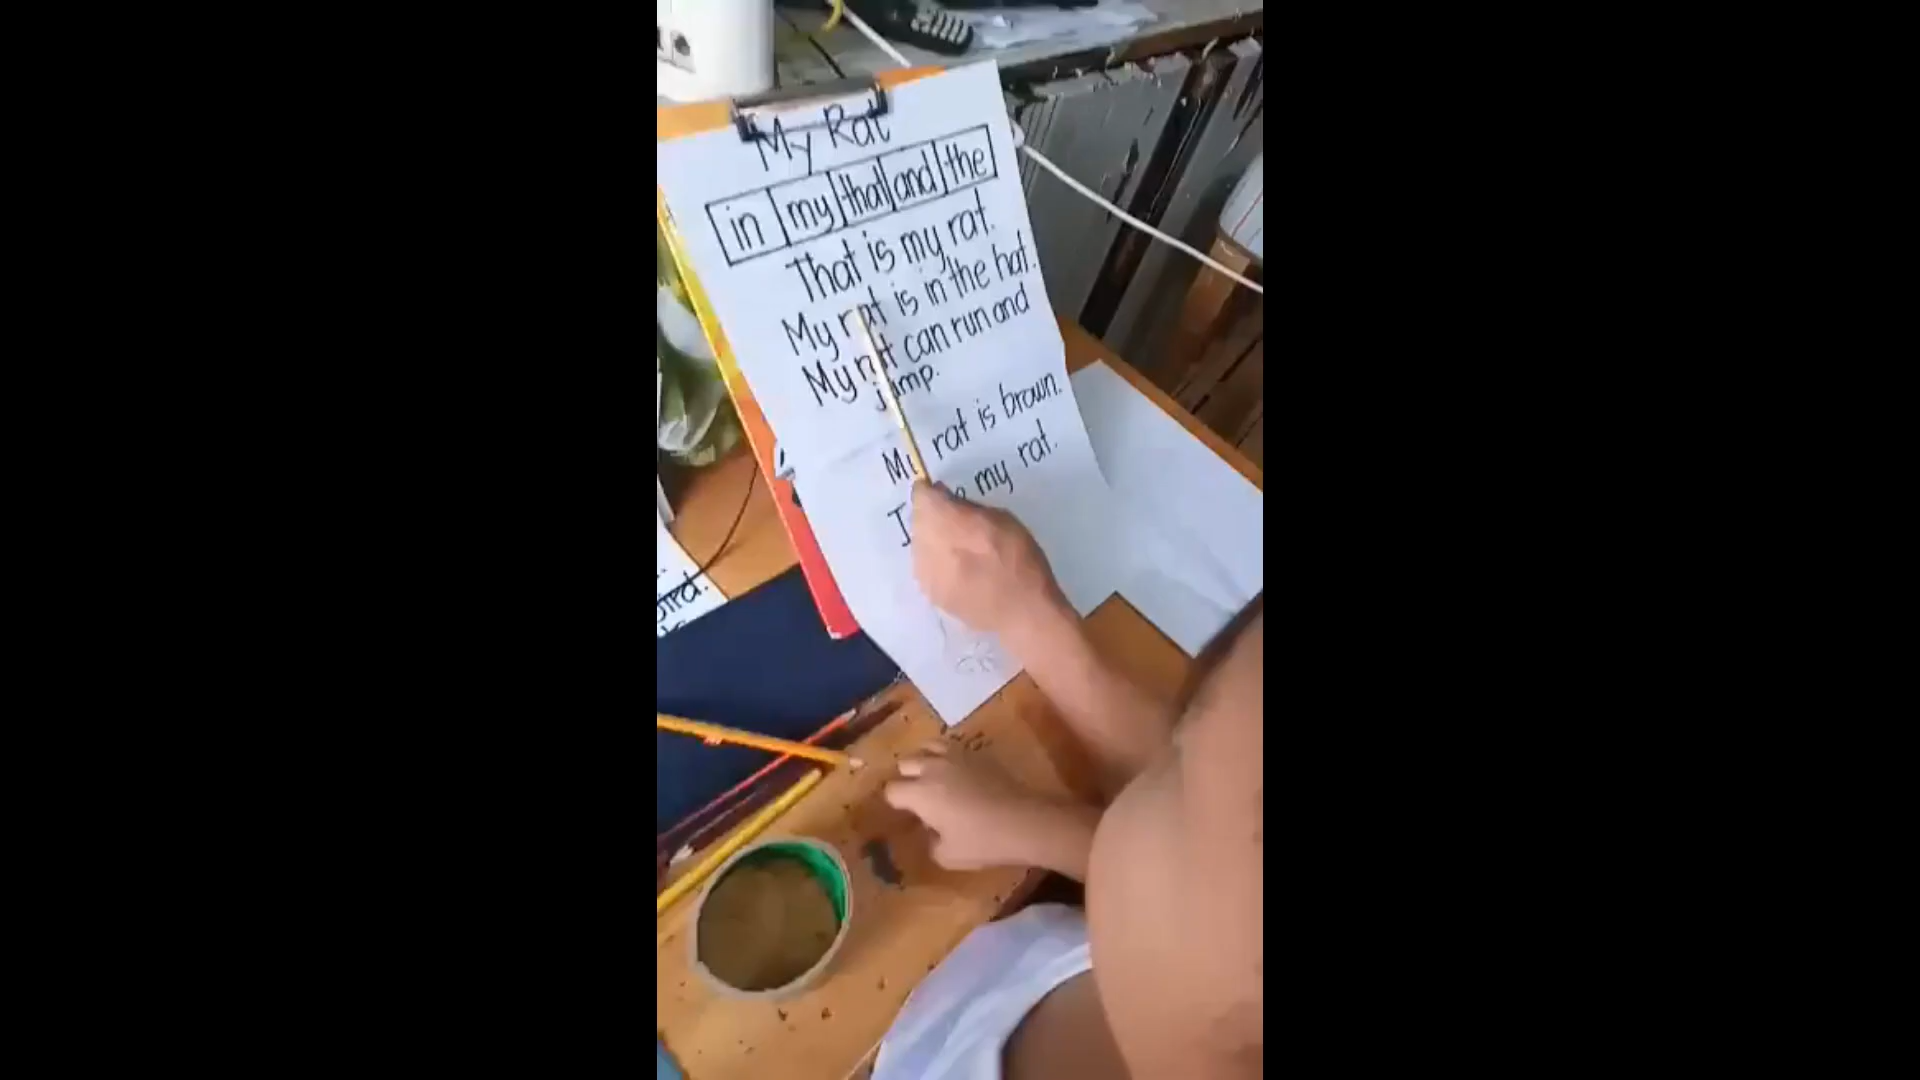 My Rat
in my that and the
That is my rat.
My rat is in the hat.
My rat can run and
jump.
My rat is brown.
I my rat.
bird.